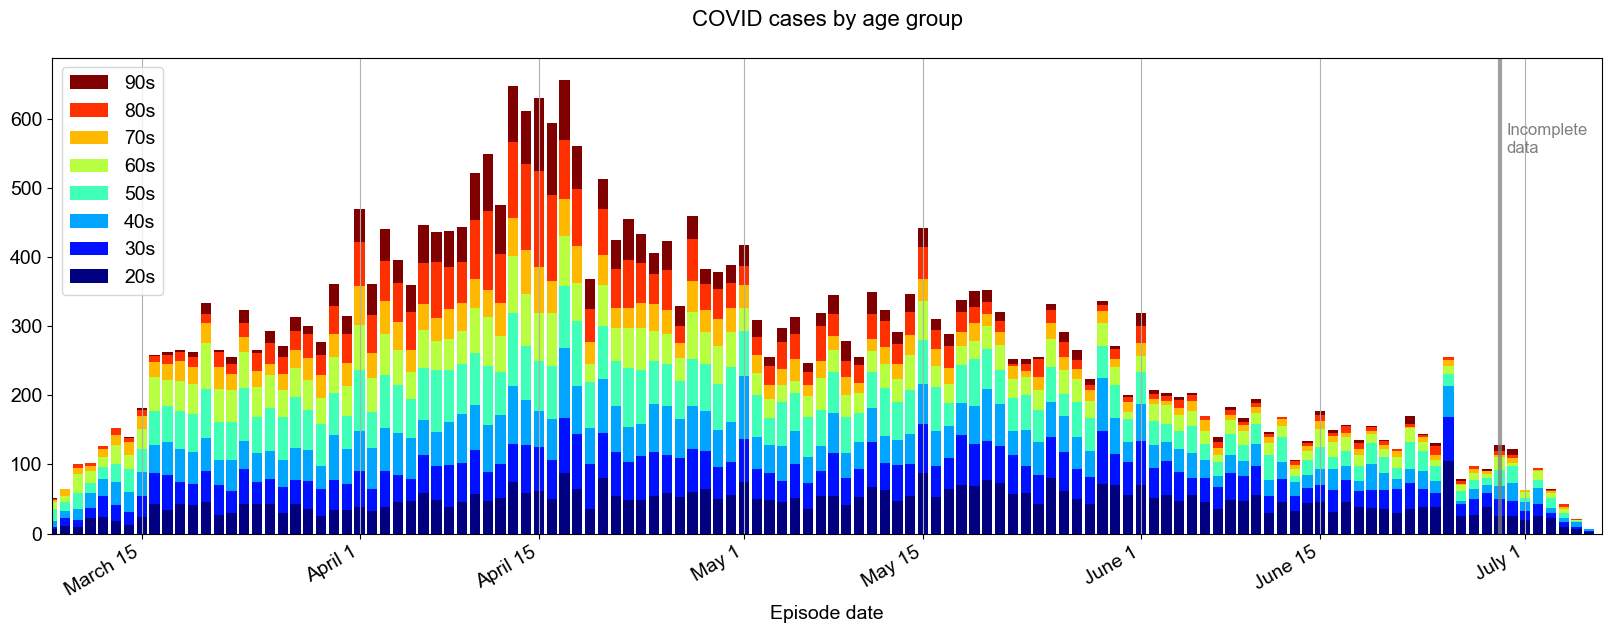 COVID cases by age group
90s
80s
70s
60s
50s
40s
30s
20s
600
500
400
300
200
100
0
Incomplete
data
March 15
April 1
April 15
May 1
May 15
June 1
June 15
July 1
Episode date